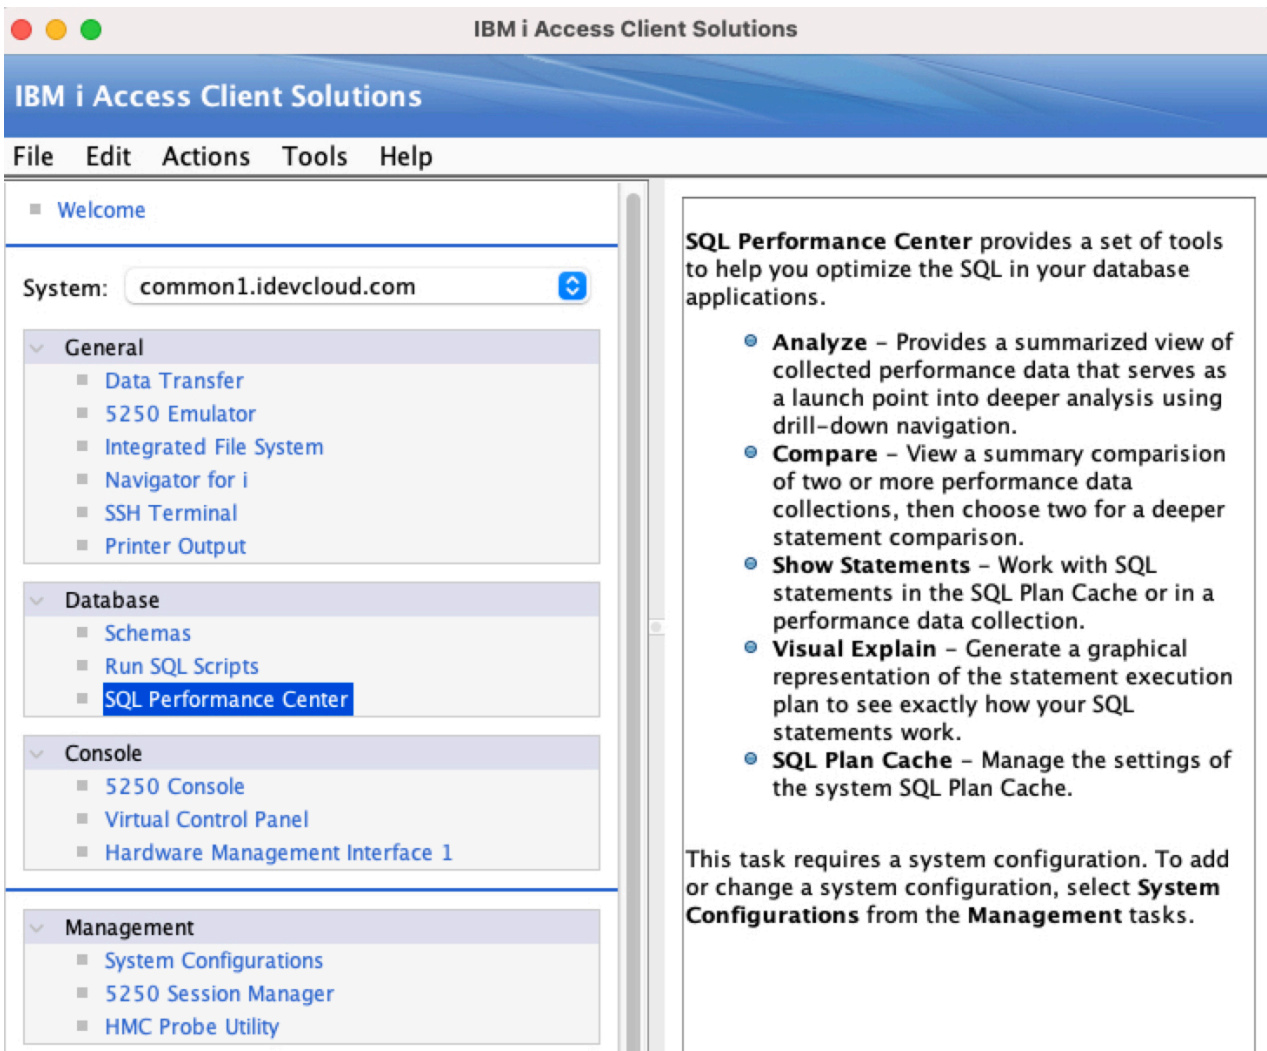 IBM i Access Client Solutions
IBM i Access Client Solutions
File Edit Actions Tools Help
Welcome
System: common1.idevcloud.com
General
Data Transfer
5250 Emulator
Integrated File System
Navigator for i
SSH Terminal
Printer Output
Database
Schemas
Run SQL Scripts
SQL Performance Center
Console
5250 Console
Virtual Control Panel
Hardware Management Interface 1
Management
System Configurations
5250 Session Manager
HMC Probe Utility
SQL Performance Center provides a set of tools
to help you optimize the SQL in your database
applications.
Analyze – Provides a summarized view of
collected performance data that serves as
a launch point into deeper analysis using
drill-down navigation.
Compare – View a summary comparision
of two or more performance data
collections, then choose two for a deeper
statement comparison.
Show Statements – Work with SQL
statements in the SQL Plan Cache or in a
performance data collection.
Visual Explain – Generate a graphical
representation of the statement execution
plan to see exactly how your SQL
statements work.
SQL Plan Cache – Manage the settings of
the system SQL Plan Cache.
This task requires a system configuration. To add
or change a system configuration, select System
Configurations from the Management tasks.